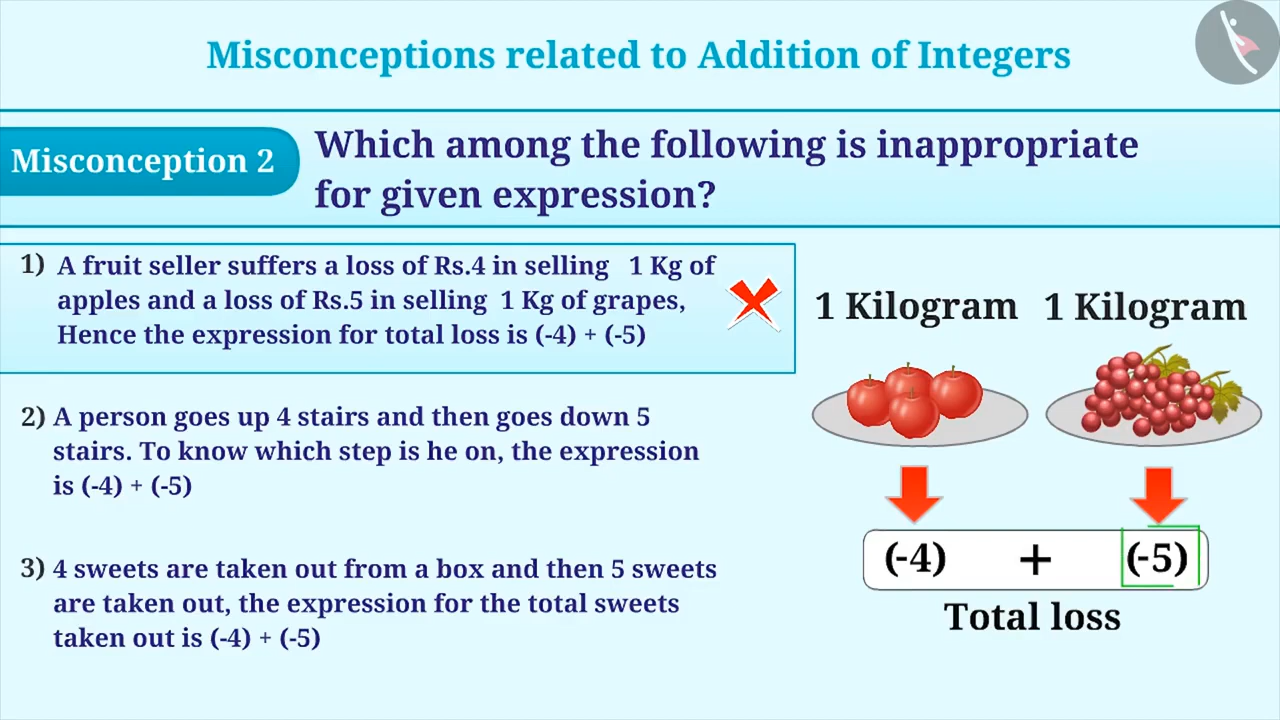 Misconceptions related to Addition of Integers
Misconception 2
Which among the following is inappropriate
for given expression?
1) A fruit seller suffers a loss of Rs.4 in selling 1 Kg of
apples and a loss of Rs.5 in selling 1 Kg of grapes,
Hence the expression for total loss is (-4) + (-5)
2) A person goes up 4 stairs and then goes down 5
stairs. To know which step is he on, the expression
is (-4) + (-5)
3) 4 sweets are taken out from a box and then 5 sweets
are taken out, the expression for the total sweets
taken out is (-4) + (-5)
1 Kilogram 1 Kilogram
(-4) + (-5)
Total loss